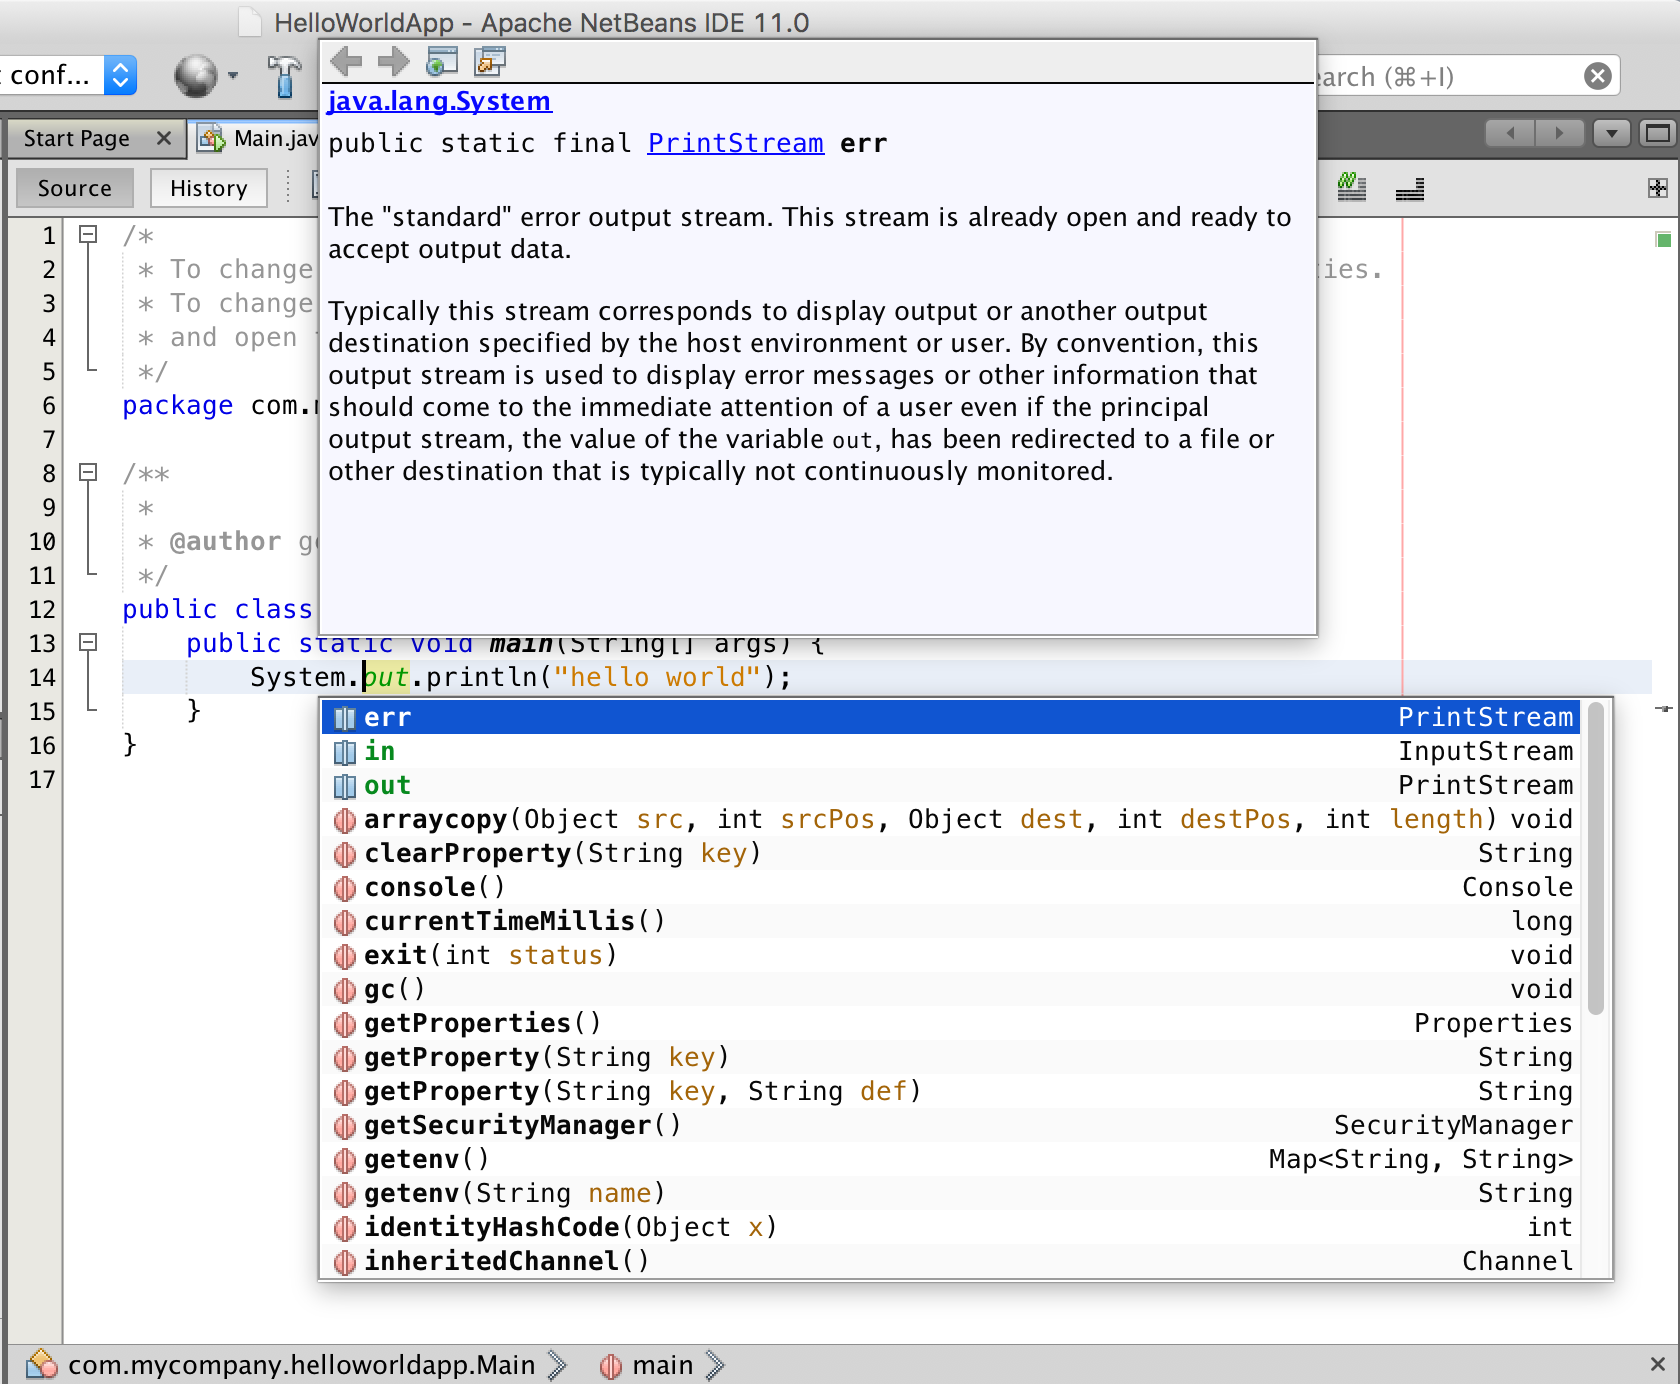 HelloWorldApp - Apache NetBeans IDE 11.0
conf...
arch (⌘+I)
Start Page
Main.jav
java.lang.System
public static final PrintStream err
Source
History
The "standard" error output stream. This stream is already open and ready to
accept output data.
Typically this stream corresponds to display output or another output
destination specified by the host environment or user. By convention, this
output stream is used to display error messages or other information that
should come to the immediate attention of a user even if the principal
output stream, the value of the variable out, has been redirected to a file or
other destination that is typically not continuously monitored.
1 /*
2 * To change ies.
3 * To change
4 * and open
5 */
6 package com.
7
8 /**
9 *
10 * @author g
11 */
12 public class
13 public static void main(String[] args) {
14 System.out.println("hello world");
15 }
16 }
17
err PrintStream
in InputStream
out PrintStream
arraycopy(Object src, int srcPos, Object dest, int destPos, int length) void
clearProperty(String key) String
console() Console
currentTimeMillis() long
exit(int status) void
gc() void
getProperties() Properties
getProperty(String key) String
getProperty(String key, String def) String
getSecurityManager() SecurityManager
getenv() Map<String, String>
getenv(String name) String
identityHashCode(Object x) int
inheritedChannel() Channel
com.mycompany.helloworldapp.Main
main